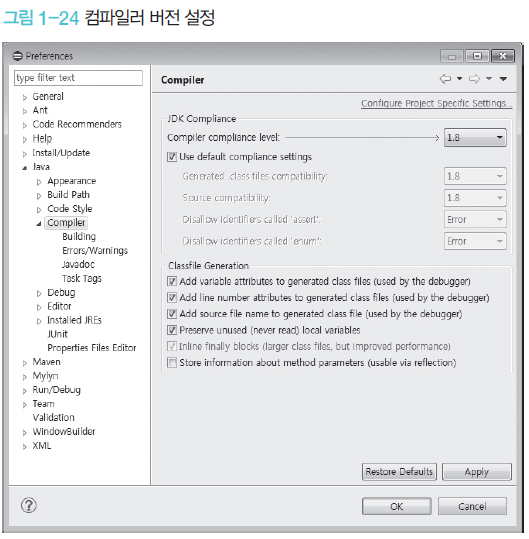 그림 1-24 컴파일러 버전 설정
Preferences
type filter text
General
Ant
Code Recommenders
Help
Install/Update
Java
Appearance
Build Path
Code Style
Compiler
Building
Errors/Warnings
Javadoc
Task Tags
Debug
Editor
Installed JREs
JUnit
Properties Files Editor
Maven
Mylyn
Run/Debug
Team
Validation
WindowBuilder
XML
Compiler
Configure Project Specific Settings...
JDK Compliance
Compiler compliance level: 1.8
Use default compliance settings
Generated .class files compatibility: 1.8
Source compatibility: 1.8
Disallow identifiers called 'assert': Error
Disallow identifiers called 'enum': Error
Classfile Generation
Add variable attributes to generated class files (used by the debugger)
Add line number attributes to generated class files (used by the debugger)
Add source file name to generated class file (used by the debugger)
Preserve unused (never read) local variables
Inline finally blocks (larger class files, but improved performance)
Store information about method parameters (usable via reflection)
Restore Defaults Apply
OK Cancel